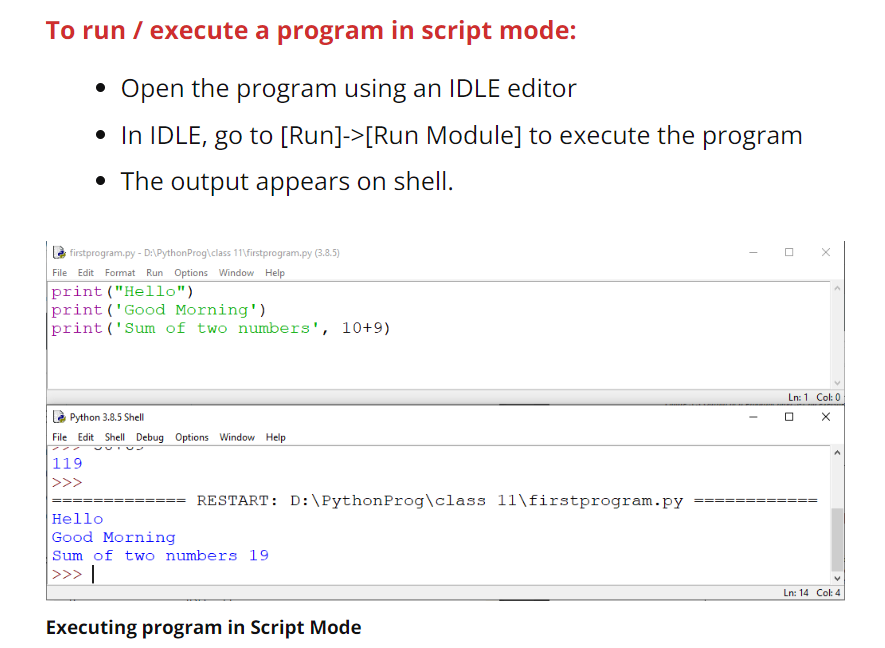 To run / execute a program in script mode:
• Open the program using an IDLE editor
• In IDLE, go to [Run]->[Run Module] to execute the program
• The output appears on shell.
firstprogram.py - D:\PythonProg\class 11\firstprogram.py (3.8.5)
File Edit Format Run Options Window Help
print("Hello")
print('Good Morning')
print('Sum of two numbers', 10+9)
Ln: 1 Col: 0
Python 3.8.5 Shell
File Edit Shell Debug Options Window Help
119
>>>
============= RESTART: D:\PythonProg\class 11\firstprogram.py ============
Hello
Good Morning
Sum of two numbers 19
>>>
Ln: 14 Col: 4
Executing program in Script Mode